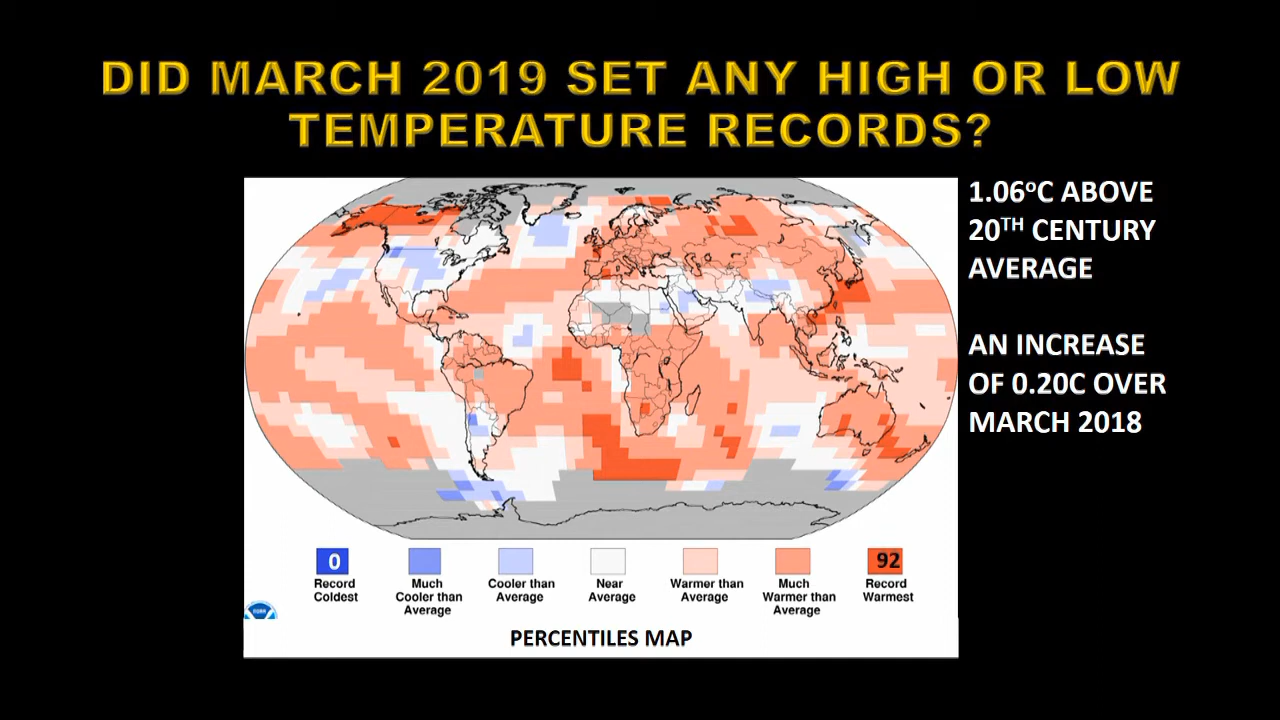 DID MARCH 2019 SET ANY HIGH OR LOW
TEMPERATURE RECORDS?
1.06ºC ABOVE
20TH CENTURY
AVERAGE
AN INCREASE
OF 0.20C OVER
MARCH 2018
0
92
Record
Coldest
Much
Cooler than
Average
Cooler than
Average
Near
Average
Warmer than
Average
Much
Warmer than
Average
Record
Warmest
PERCENTILES MAP